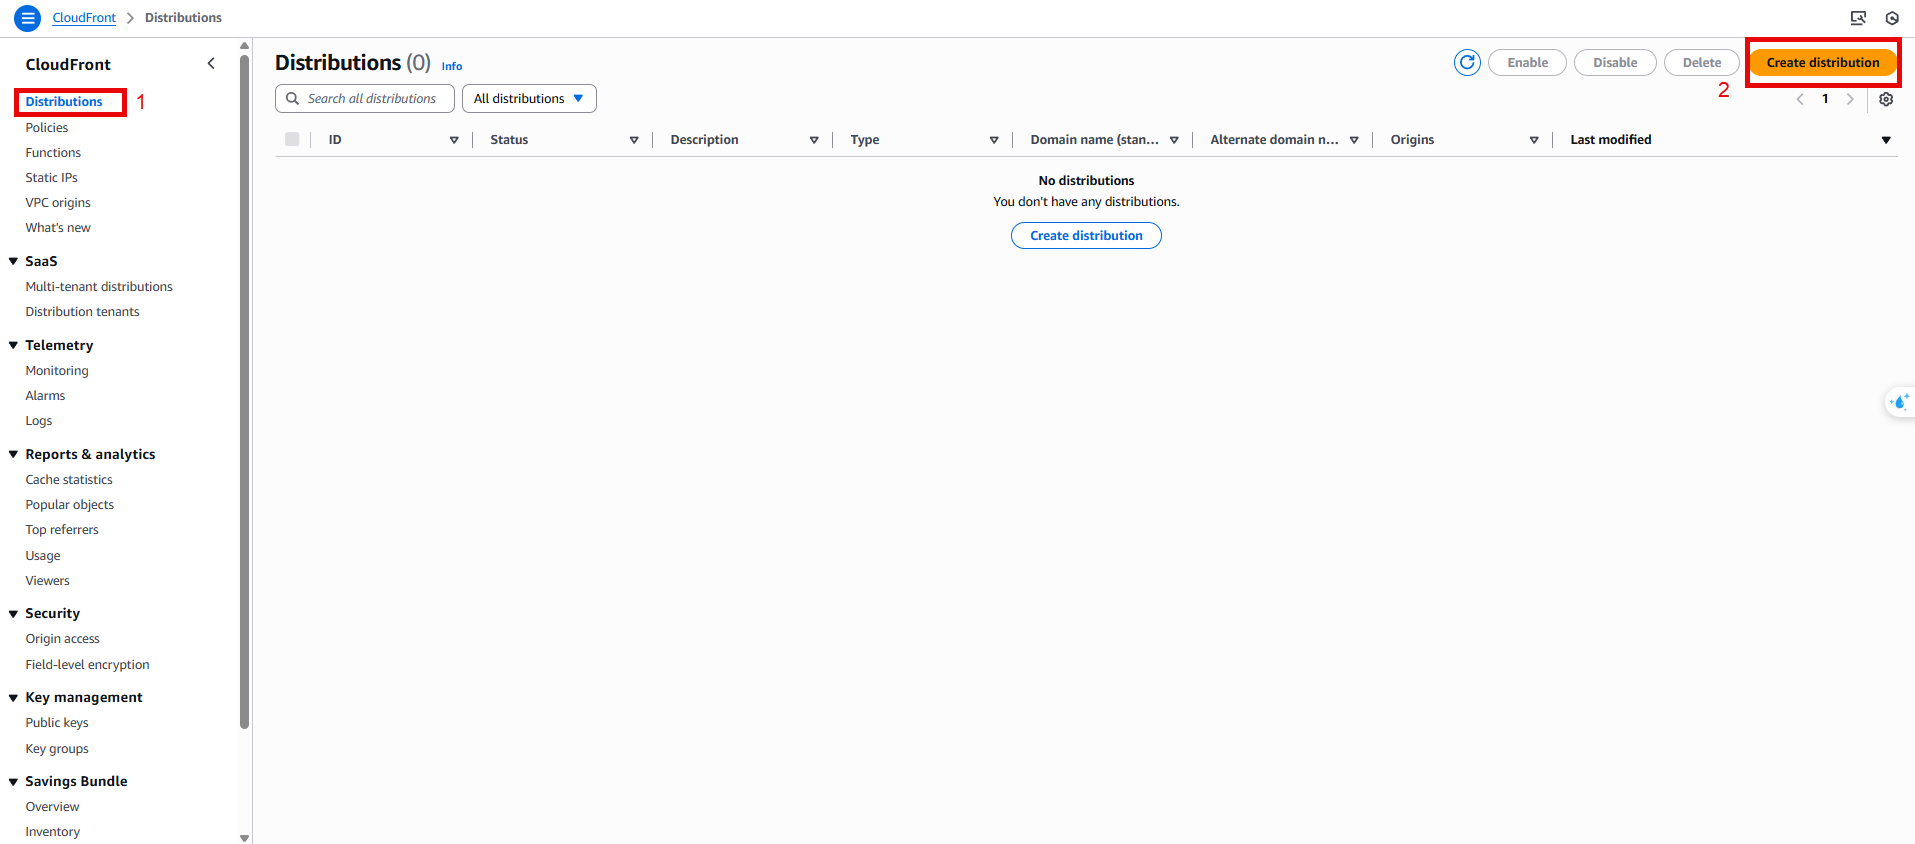 CloudFront > Distributions
CloudFront
Distributions 1
Policies
Functions
Static IPs
VPC origins
What's new
SaaS
Multi-tenant distributions
Distribution tenants
Telemetry
Monitoring
Alarms
Logs
Reports & analytics
Cache statistics
Popular objects
Top referrers
Usage
Viewers
Security
Origin access
Field-level encryption
Key management
Public keys
Key groups
Savings Bundle
Overview
Inventory
Distributions (0) Info
Enable Disable Delete Create distribution
2
Search all distributions All distributions
1
ID Status Description Type Domain name (stan... Alternate domain n... Origins Last modified
No distributions
You don't have any distributions.
Create distribution